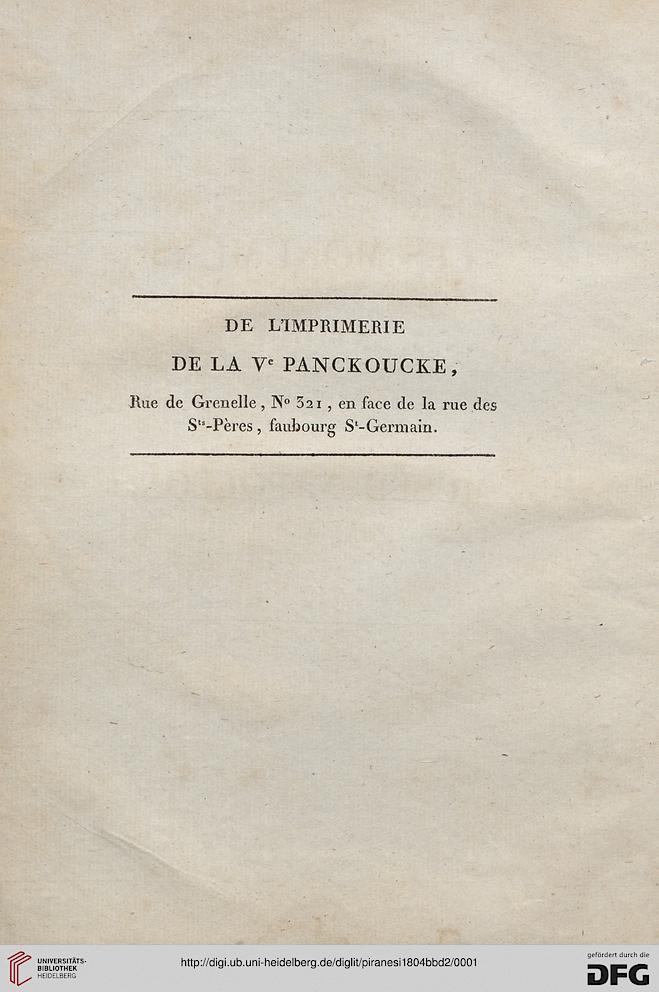 DE L'IMPRIMERIE
DE LA Vᵉ PANCKOUCKE,
Rue de Grenelle, Nº 321, en face de la rue des
Sᵗˢ-Pères, faubourg Sᵗ-Germain.
UNIVERSITÄTS-
BIBLIOTHEK
HEIDELBERG
http://digi.ub.uni-heidelberg.de/diglit/piranesi1804bbd2/0001
gefördert durch die
DFG